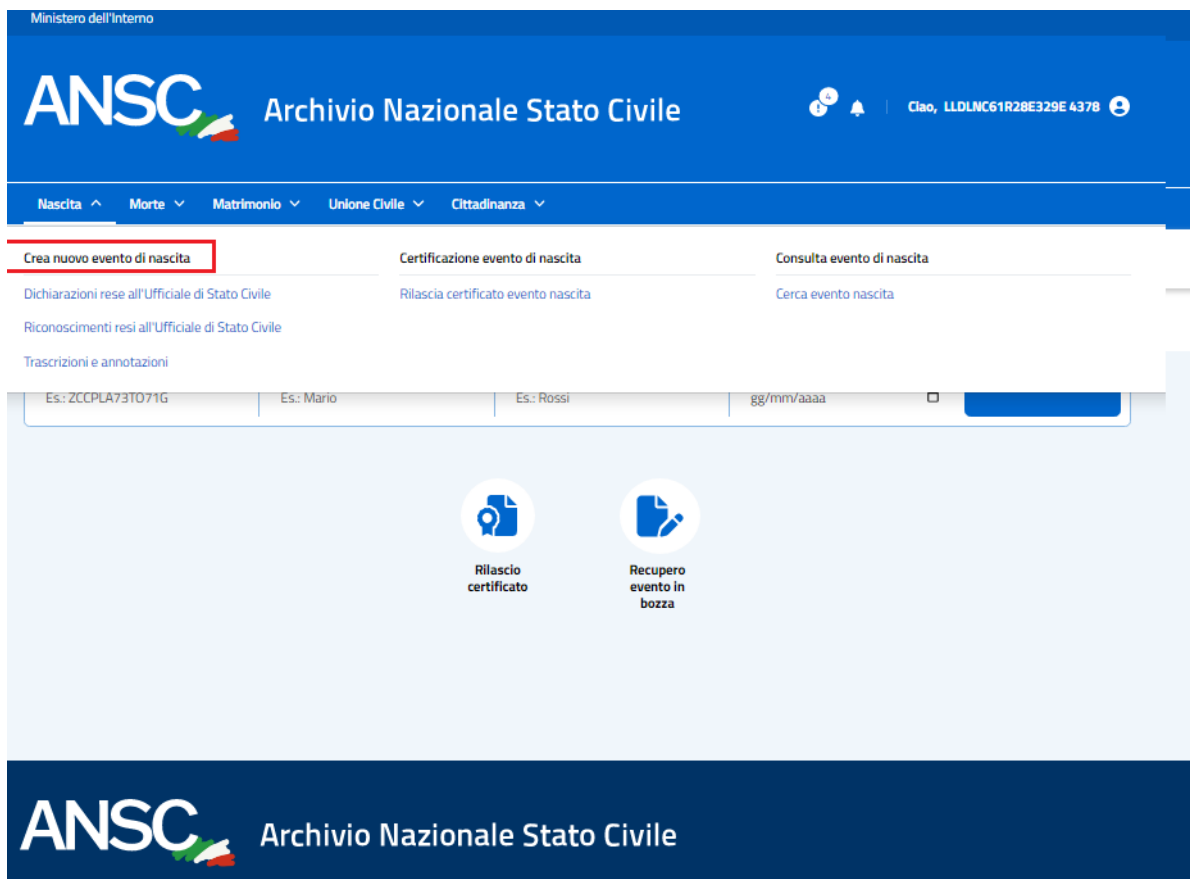 Ministero dell'Interno
ANSC Archivio Nazionale Stato Civile
4
Ciao, LLDLNC61R28E329E 4378
Nascita Morte Matrimonio Unione Civile Cittadinanza
Crea nuovo evento di nascita Certificazione evento di nascita Consulta evento di nascita
Dichiarazioni rese all'Ufficiale di Stato Civile Rilascia certificato evento nascita Cerca evento nascita
Riconoscimenti resi all'Ufficiale di Stato Civile
Trascrizioni e annotazioni
Es.: ZCCPLA73TO71G Es.: Mario Es.: Rossi gg/mm/aaaa
Rilascio
certificato
Recupero
evento in
bozza
ANSC Archivio Nazionale Stato Civile